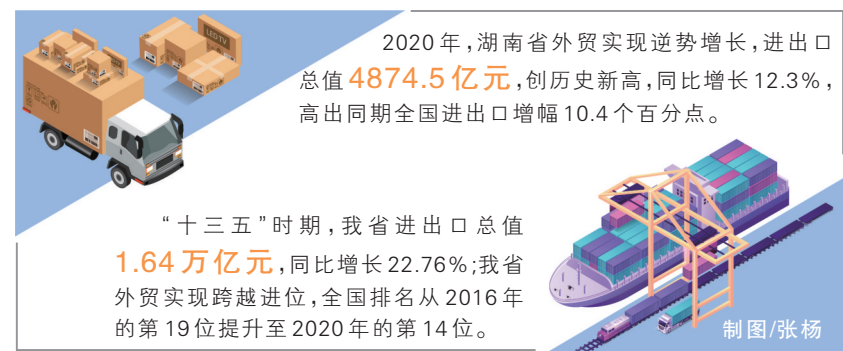 LED TV
2020年,湖南省外贸实现逆势增长,进出口
总值4874.5亿元,创历史新高,同比增长12.3%,
高出同期全国进出口增幅10.4个百分点。
“十三五”时期,我省进出口总值
1.64万亿元,同比增长22.76%;我省
外贸实现跨越进位,全国排名从2016年
的第19位提升至2020年的第14位。
制图/张杨